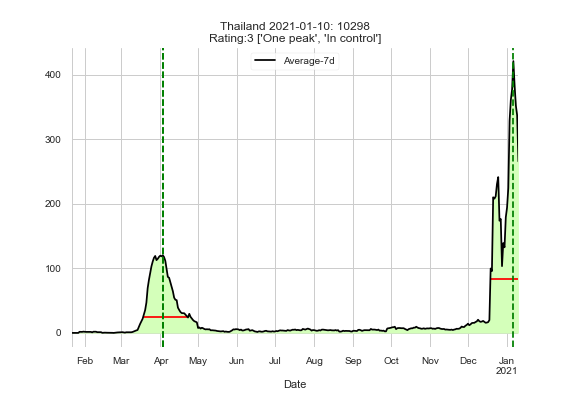 Thailand 2021-01-10: 10298
Rating:3 ['One peak', 'In control']
Average-7d
400
300
200
100
0
Feb Mar Apr May Jun Jul Aug Sep Oct Nov Dec Jan
2021
Date